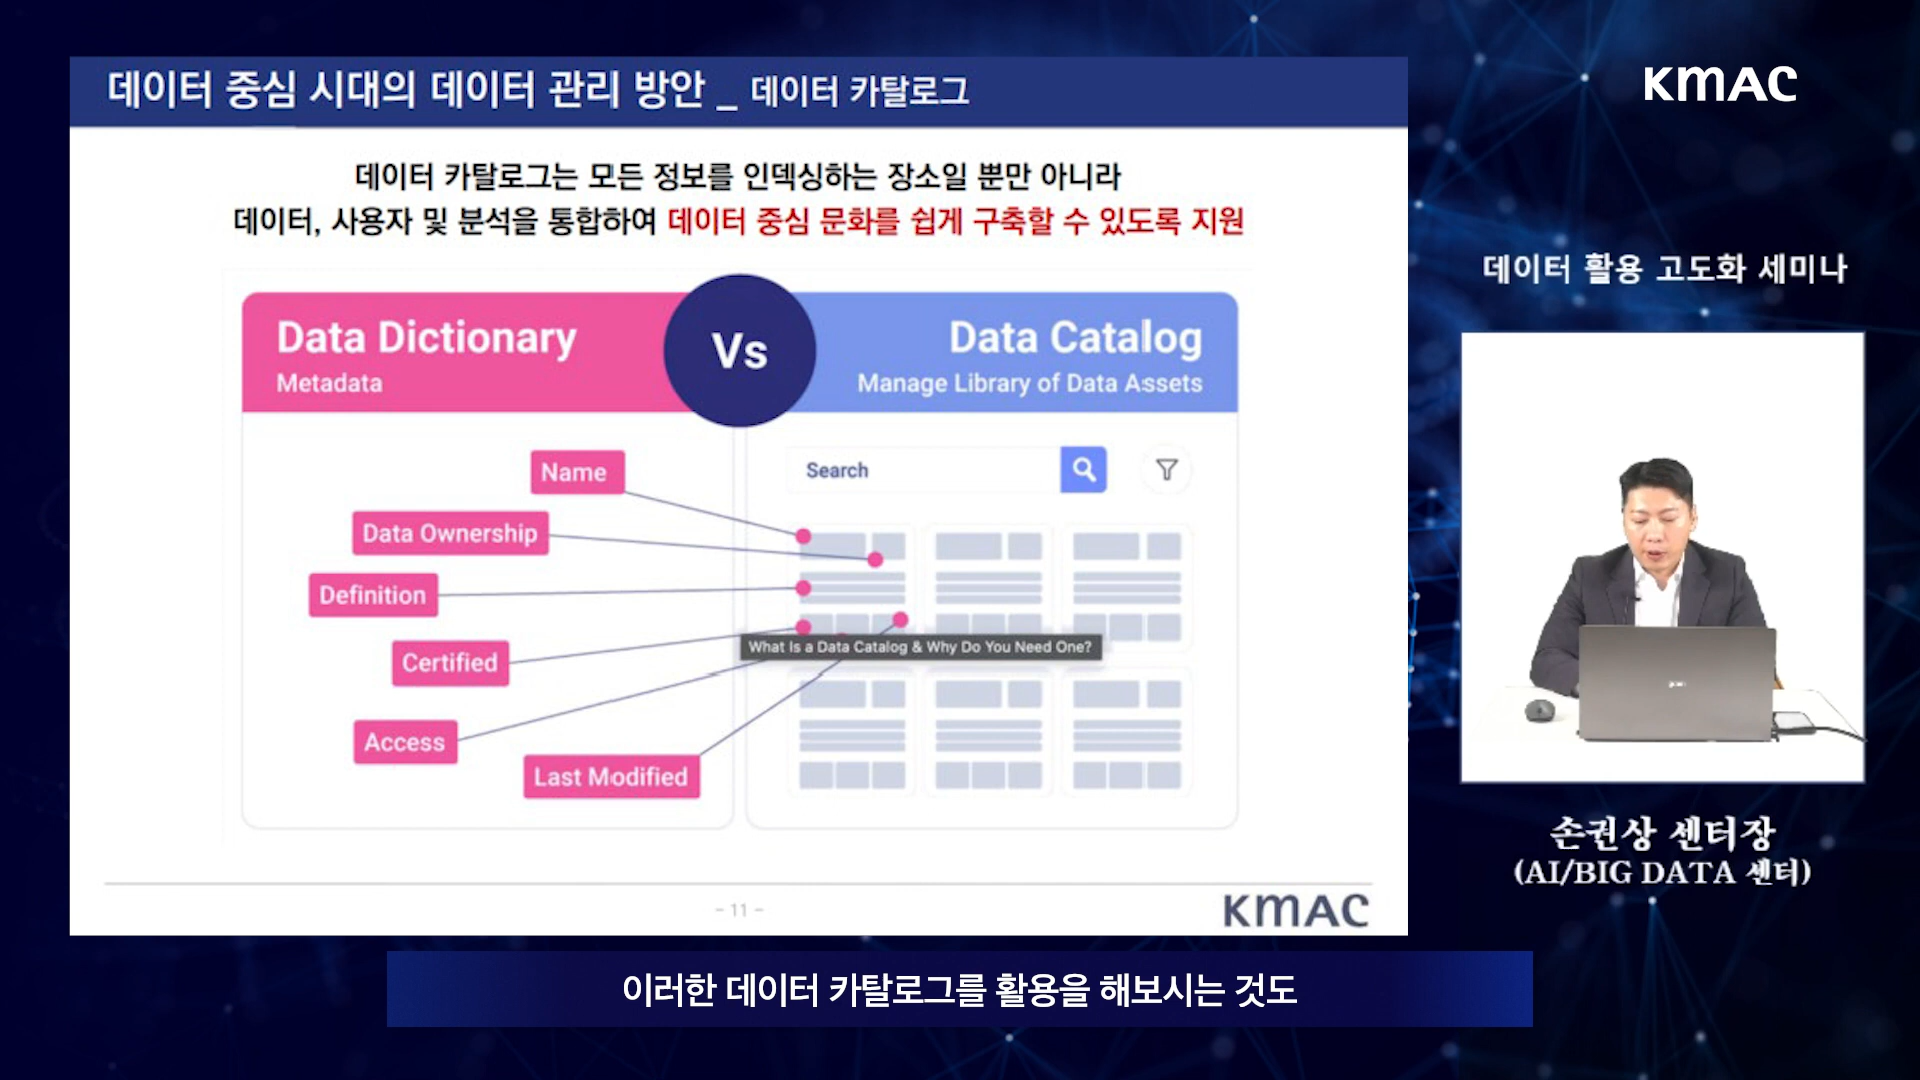 데이터 중심 시대의 데이터 관리 방안 _ 데이터 카탈로그
KMAC
데이터 카탈로그는 모든 정보를 인덱싱하는 장소일 뿐만 아니라
데이터, 사용자 및 분석을 통합하여 데이터 중심 문화를 쉽게 구축할 수 있도록 지원
데이터 활용 고도화 세미나
Data Dictionary
Metadata
Vs
Data Catalog
Manage Library of Data Assets
Name
Data Ownership
Definition
Certified
Access
Last Modified
Search
What Is a Data Catalog & Why Do You Need One?
손권상 센터장
(AI/BIG DATA 센터)
- 11 -
KMAC
이러한 데이터 카탈로그를 활용을 해보시는 것도